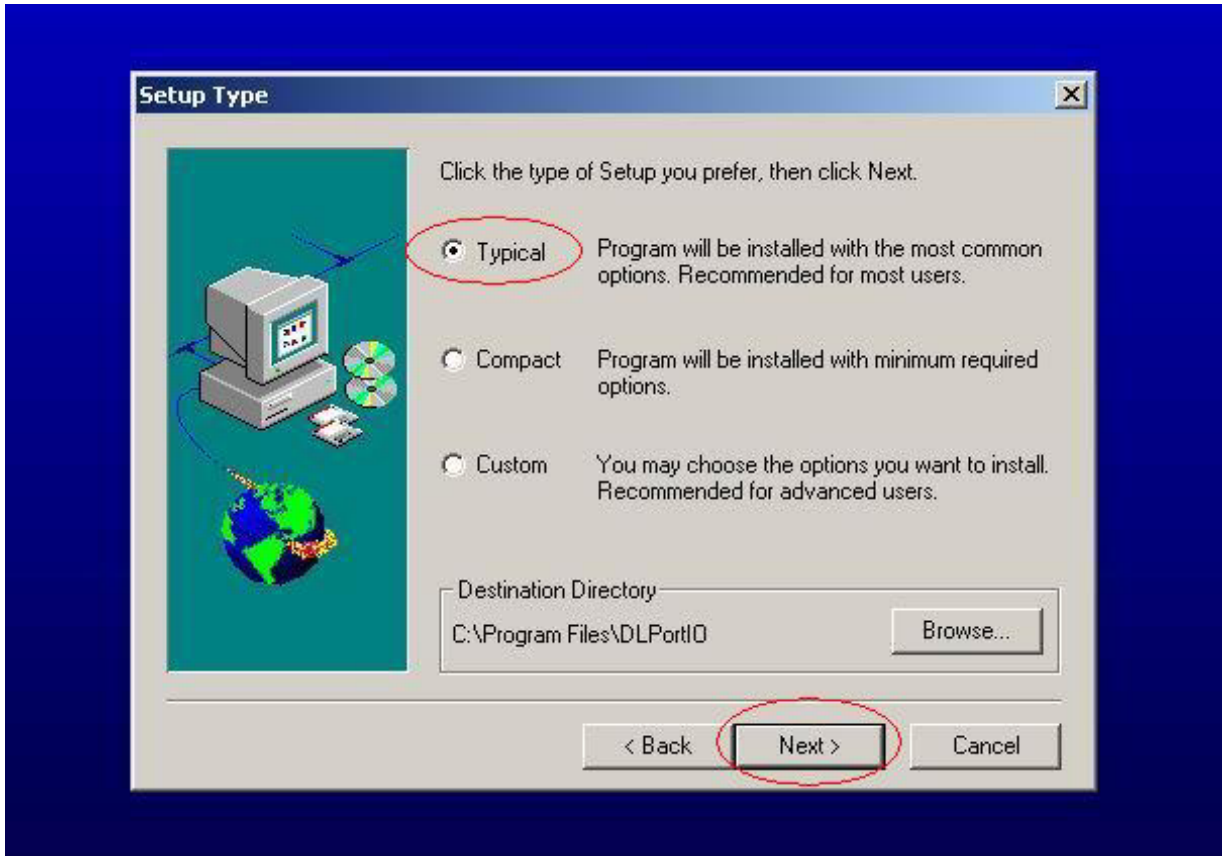 Setup Type
Click the type of Setup you prefer, then click Next.
Typical
Program will be installed with the most common
options. Recommended for most users.
Compact
Program will be installed with minimum required
options.
Custom
You may choose the options you want to install.
Recommended for advanced users.
Destination Directory
C:\Program Files\DLPortIO
Browse...
< Back
Next >
Cancel